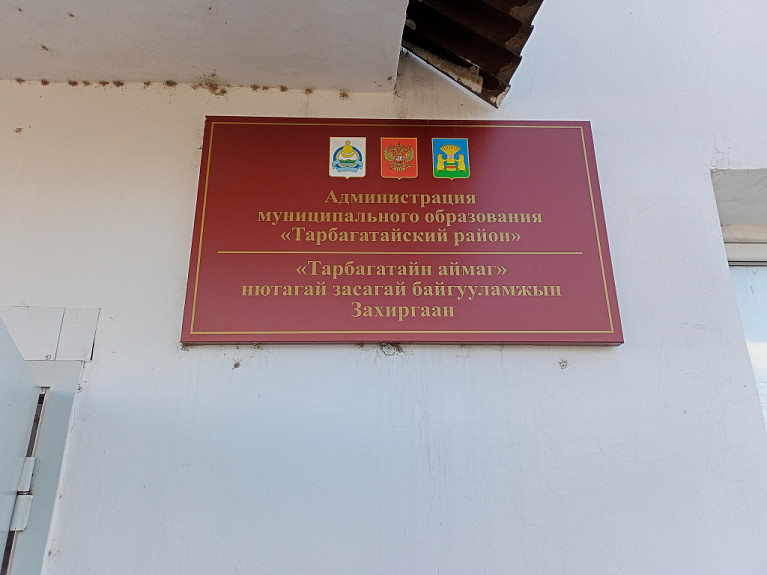 Администрация
муниципального образования
«Тарбагатайский район»
«Тарбагатайн аймаг»
нютагай засагай байгууламжын
Захиргаан